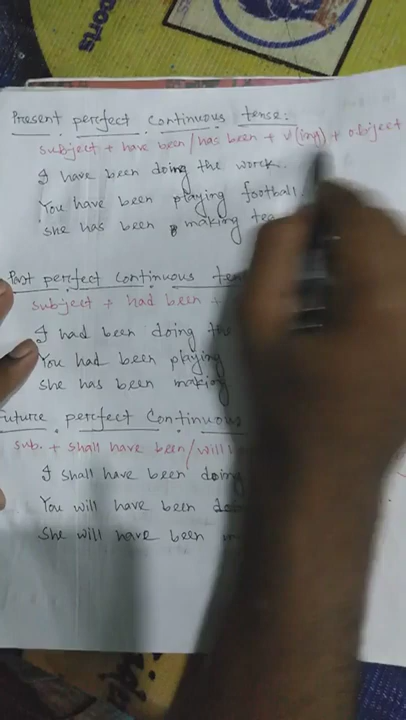 ports
Present perfect Continuous tense:
subject + have been/has been + v(ing) + object
I have been doing the work.
You have been playing football.
She has been making tea
Past perfect continuous
subject + had been +
I had been doing the
You had been playing
She has been making
Future perfect Continuous
sub. + shall have been/will
I shall have been doing
You will have been doing
She will have been